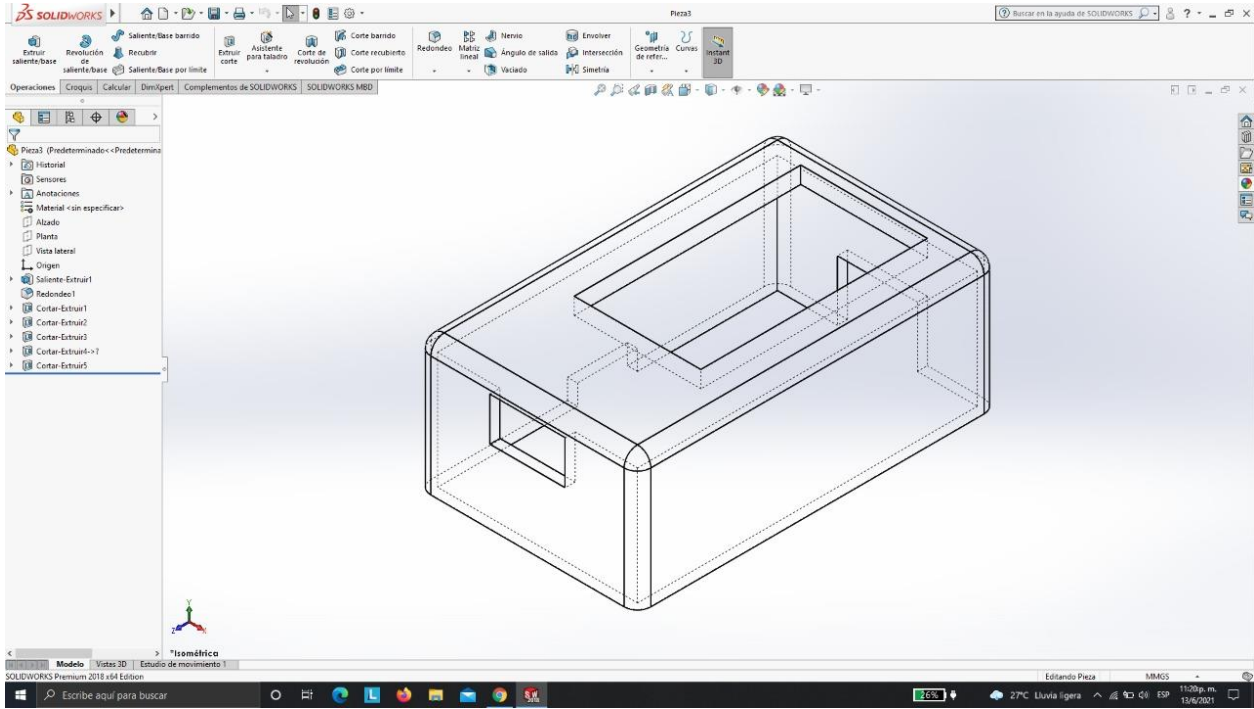 SOLIDWORKS
Pieza3
Buscar en la ayuda de SOLIDWORKS
Extruir saliente/base
Revolución de saliente/base
Saliente/Base barrido
Recubrir
Saliente/Base por límite
Extruir corte
Asistente para taladro
Corte de revolución
Corte barrido
Corte recubierto
Corte por límite
Redondeo
Matriz lineal
Nervio
Ángulo de salida
Vaciado
Envolver
Intersección
Simetría
Geometría de refer...
Curvas
Instant 3D
Operaciones Croquis Calcular DimXpert Complementos de SOLIDWORKS SOLIDWORKS MBD
Pieza3 (Predeterminado<<Predetermina
Historial
Sensores
Anotaciones
Material <sin especificar>
Alzado
Planta
Vista lateral
Origen
Saliente-Extruir1
Redondeo1
Cortar-Extruir1
Cortar-Extruir2
Cortar-Extruir3
Cortar-Extruir4->?
Cortar-Extruir5
Y
Z
X
*Isométrica
Modelo Vistas 3D Estudio de movimiento 1
SOLIDWORKS Premium 2018 x64 Edition
Editando Pieza MMGS
Escribe aquí para buscar
26%
27°C Lluvia ligera
ESP
11:20 p. m.
13/6/2021